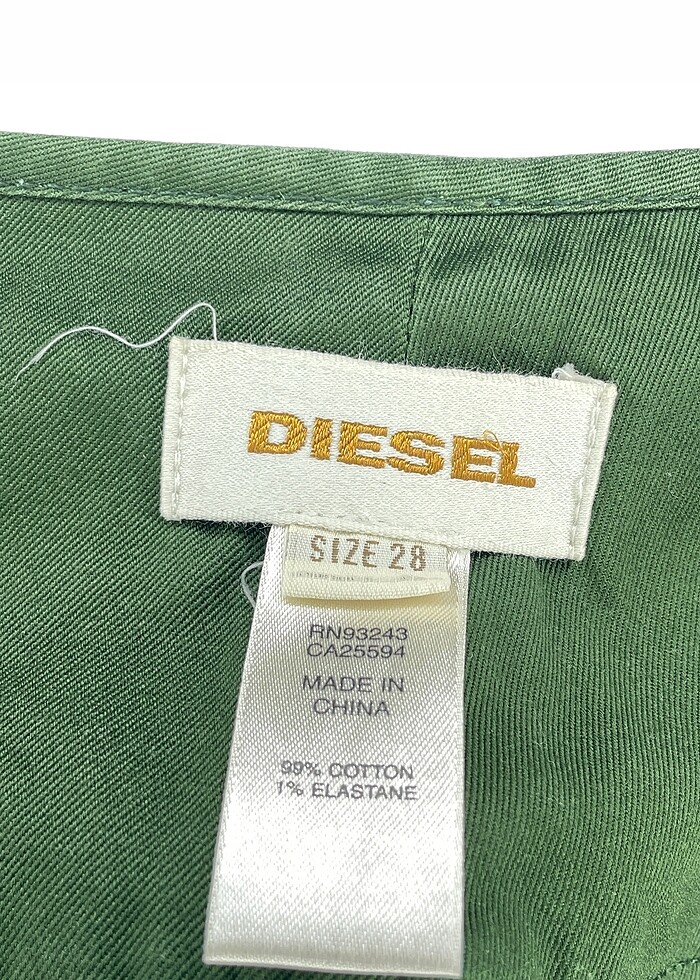 DIESEL
SIZE 28
RN93243
CA25594
MADE IN
CHINA
99% COTTON
1% ELASTANE